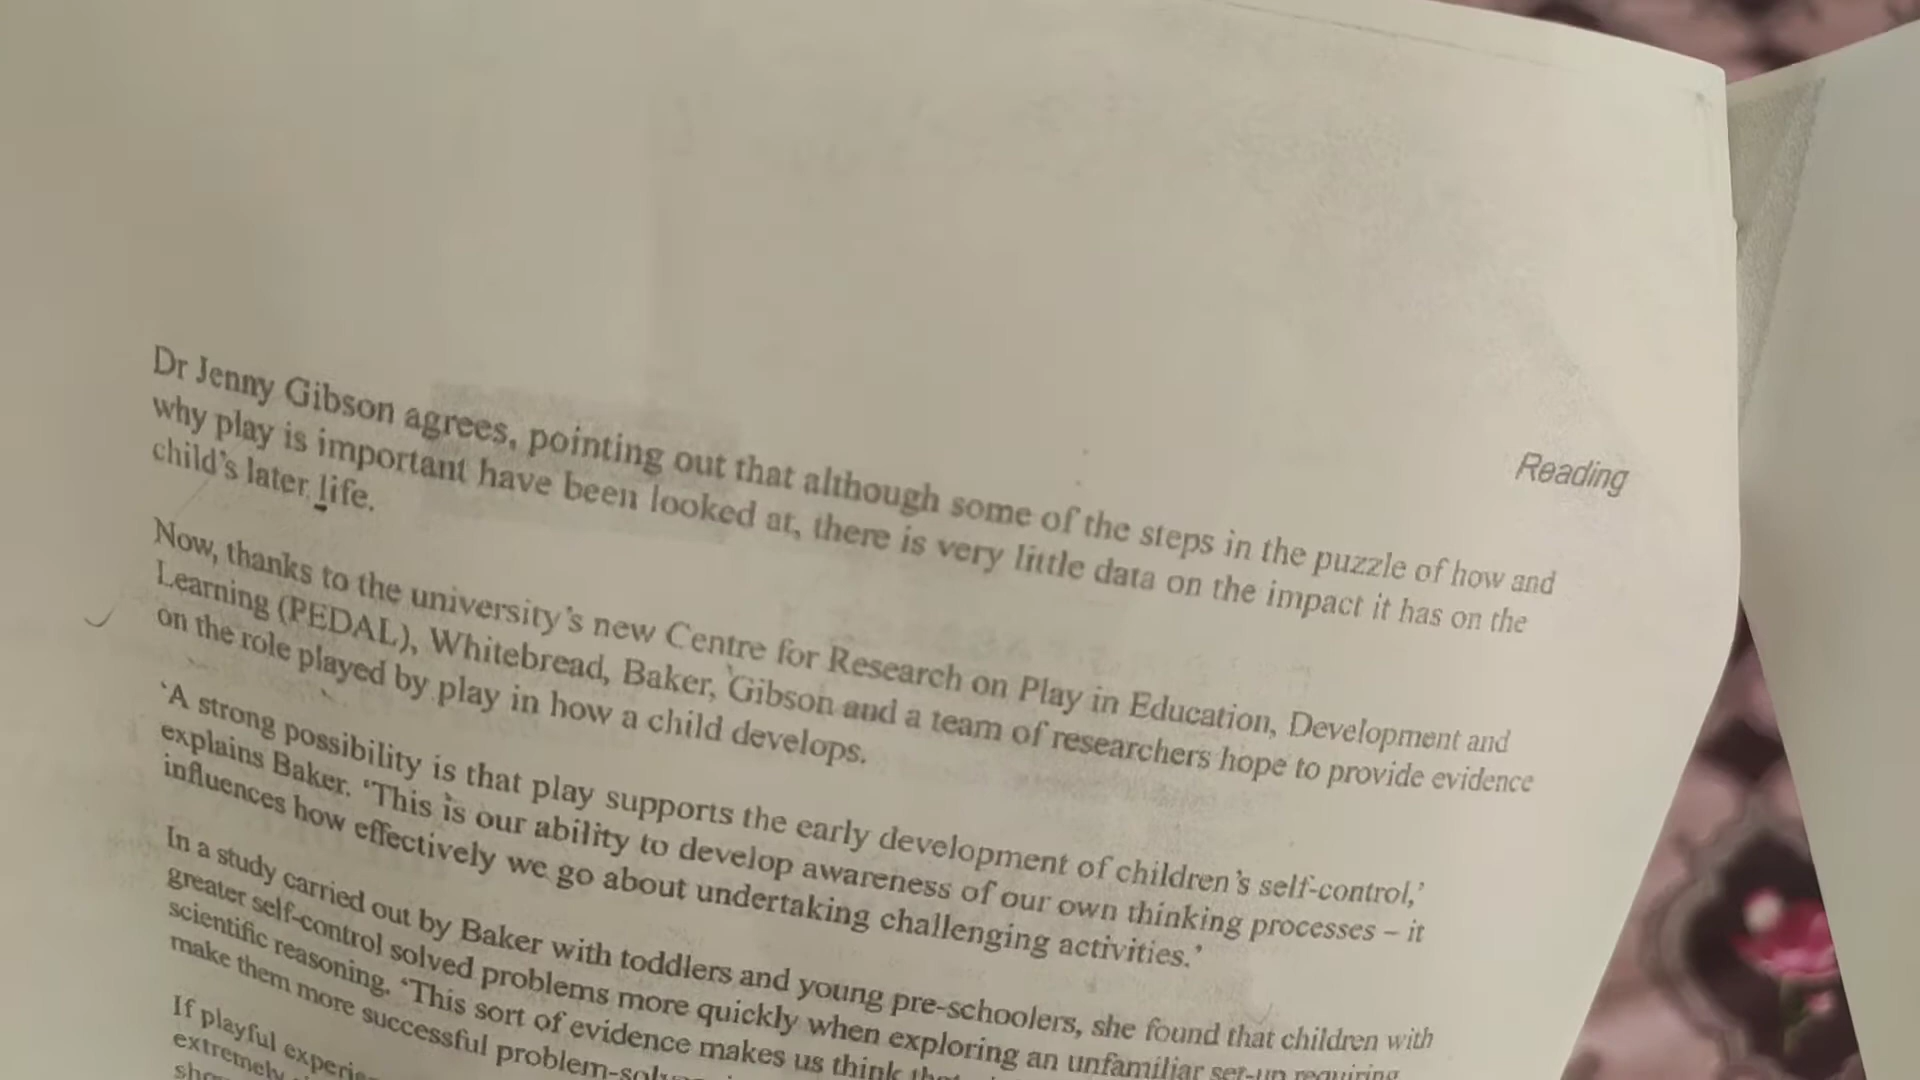 Reading
Dr Jenny Gibson agrees, pointing out that although some of the steps in the puzzle of how and
why play is important have been looked at, there is very little data on the impact it has on the
child's later life.
Now, thanks to the university's new Centre for Research on Play in Education, Development and
Learning (PEDAL), Whitebread, Baker, Gibson and a team of researchers hope to provide evidence
on the role played by play in how a child develops.
'A strong possibility is that play supports the early development of children's self-control,'
explains Baker. 'This is our ability to develop awareness of our own thinking processes – it
influences how effectively we go about undertaking challenging activities.'
In a study carried out by Baker with toddlers and young pre-schoolers, she found that children with
greater self-control solved problems more quickly when exploring an unfamiliar set-up requiring
scientific reasoning. 'This sort of evidence makes us think that
make them more successful
If playful
extremely